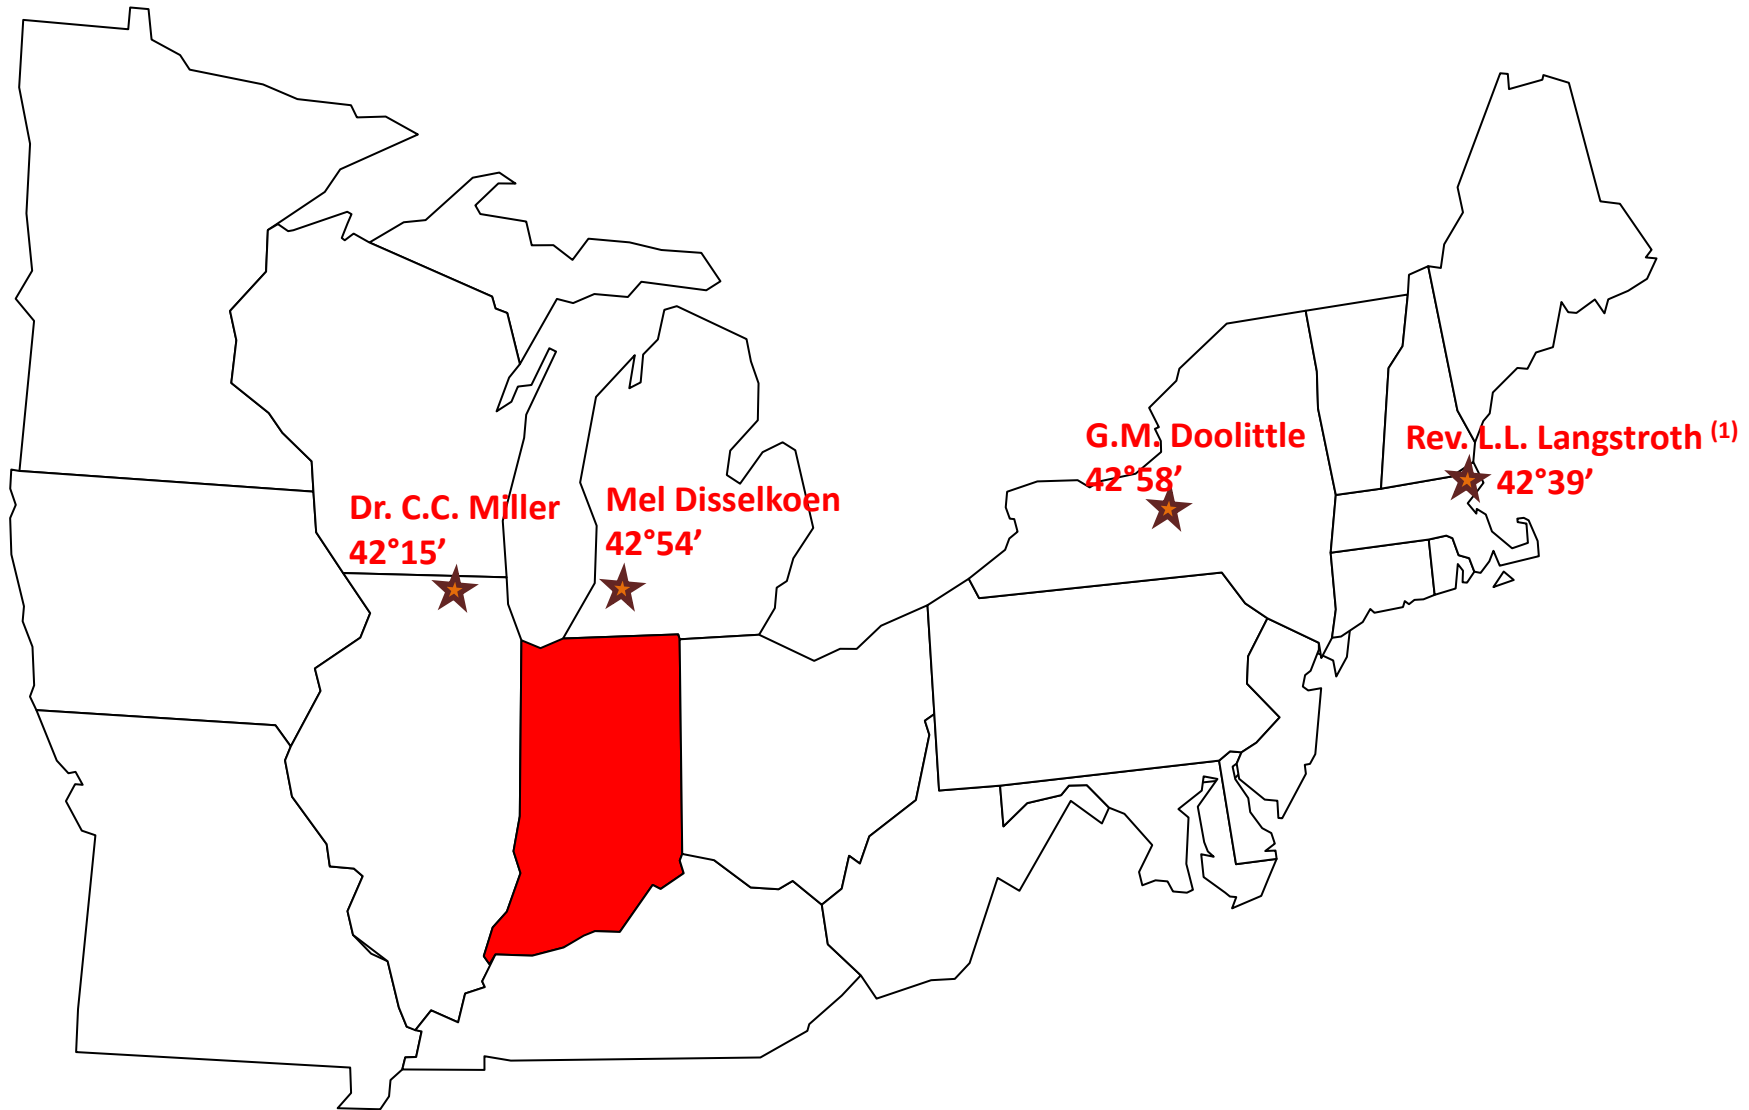 G.M. Doolittle
42°58’
Rev. L.L. Langstroth (1)
42°39’
Dr. C.C. Miller
42°15’
Mel Disselkoen
42°54’